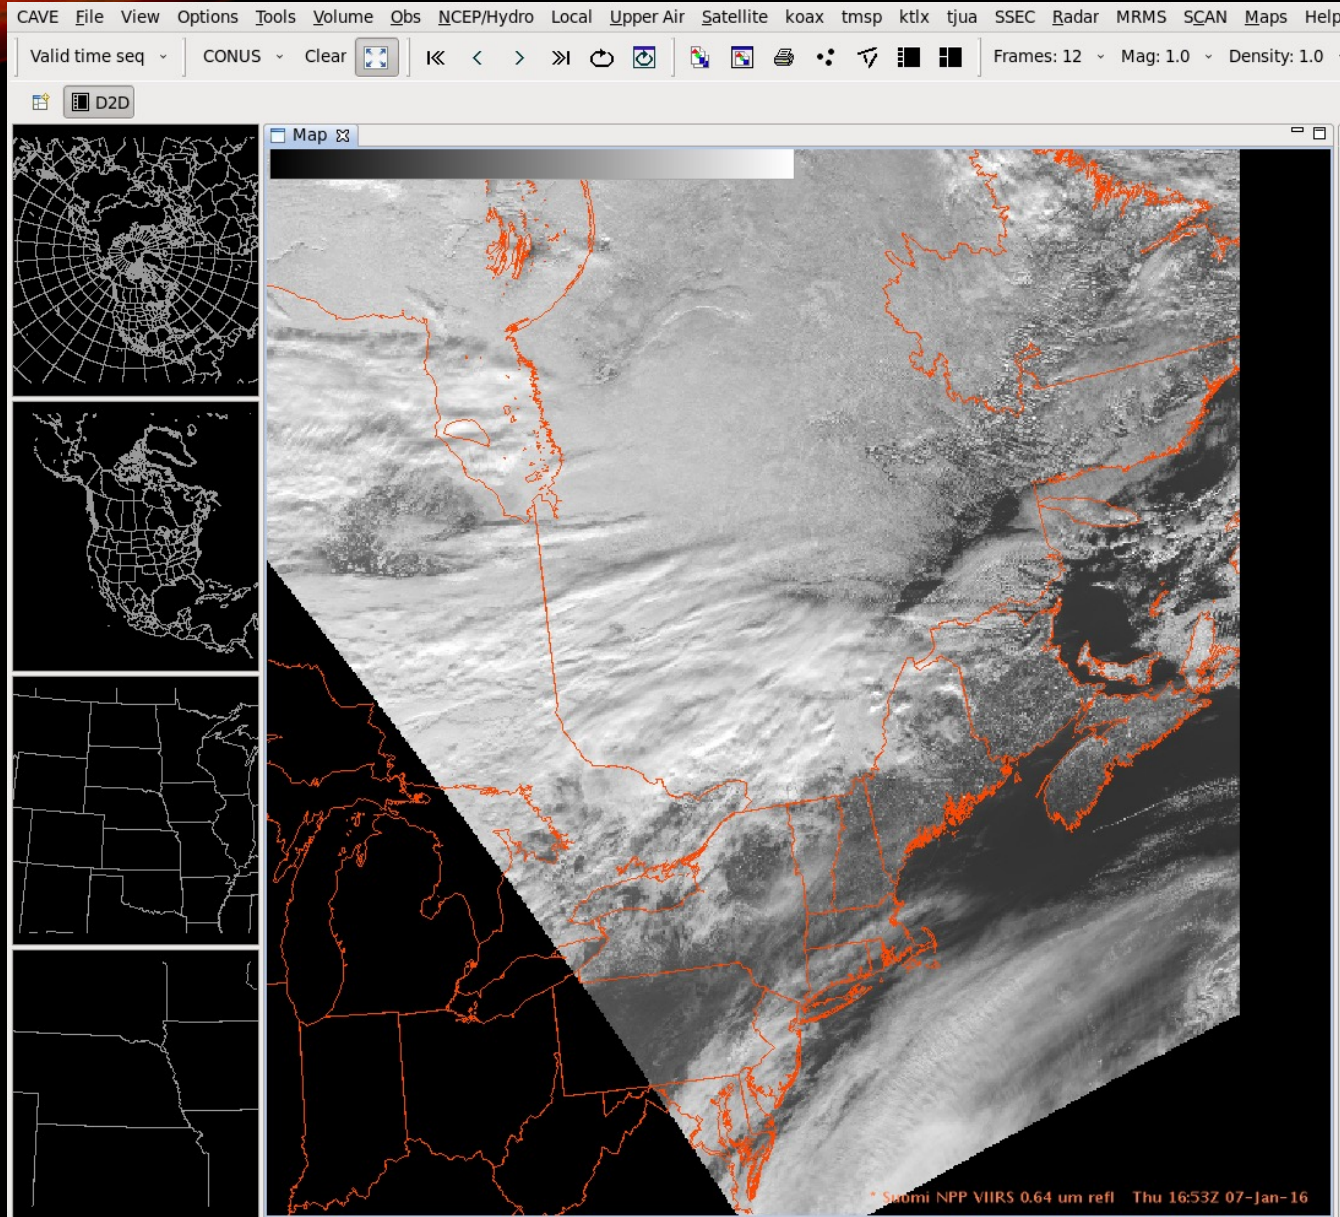 CAVE File View Options Tools Volume Obs NCEP/Hydro Local Upper Air Satellite koax tmsp ktlx tjua SSEC Radar MRMS SCAN Maps Help
Valid time seq CONUS Clear Frames: 12 Mag: 1.0 Density: 1.0
D2D
Map
* Suomi NPP VIIRS 0.64 um refl Thu 16:53Z 07-Jan-16